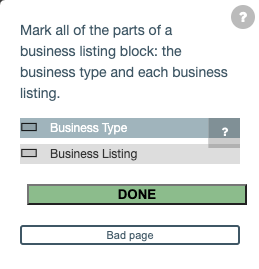 ?
Mark all of the parts of a
business listing block: the
business type and each business
listing.
Business Type ?
Business Listing
DONE
Bad page